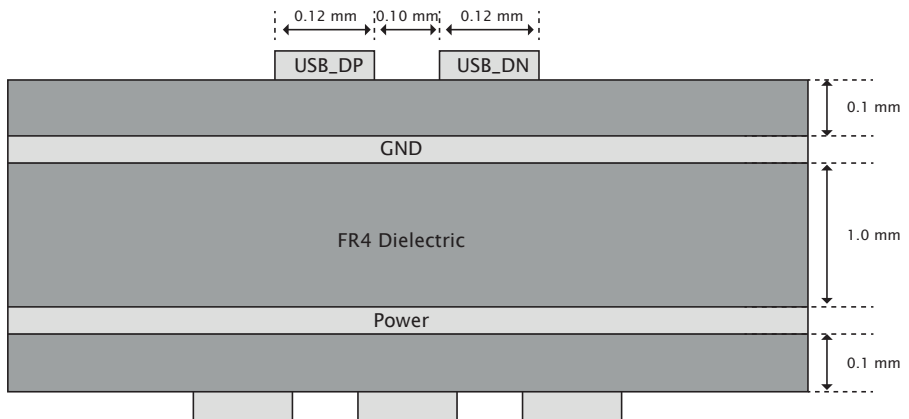 0.12 mm 0.10 mm 0.12 mm
USB_DP USB_DN
0.1 mm
GND
FR4 Dielectric 1.0 mm
Power
0.1 mm